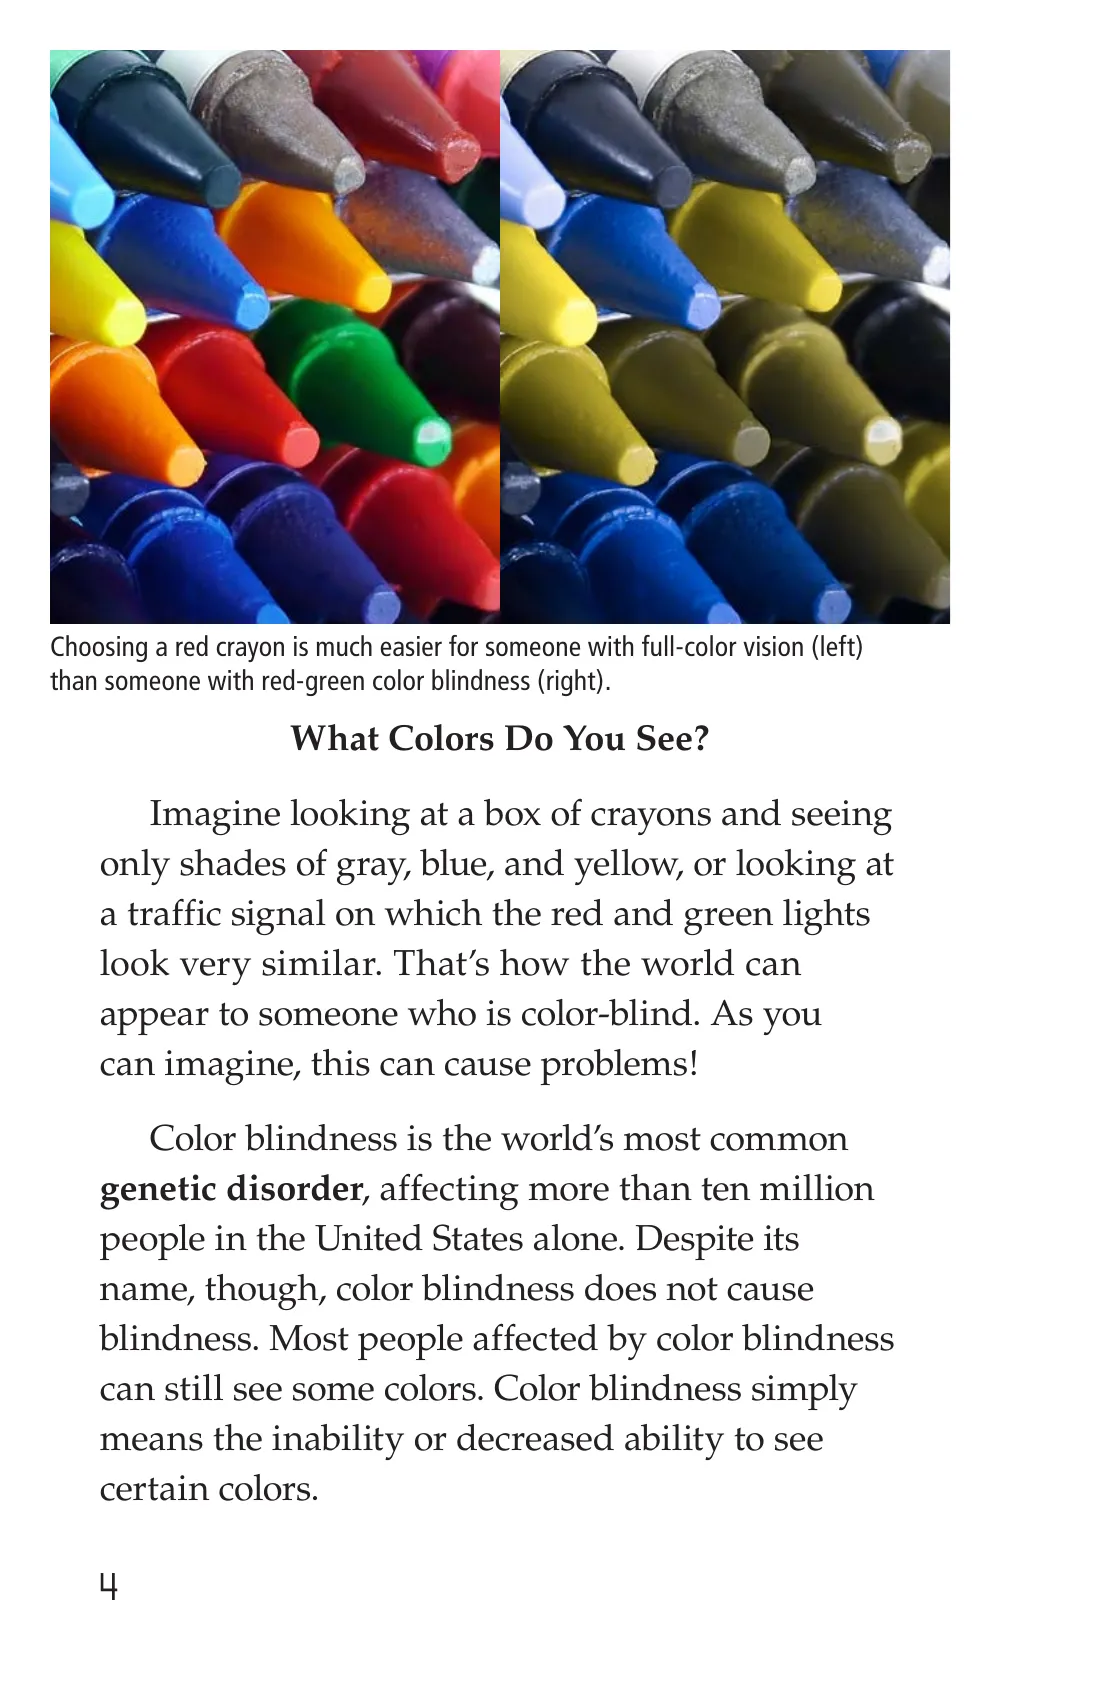 Choosing a red crayon is much easier for someone with full-color vision (left)
than someone with red-green color blindness (right).
What Colors Do You See?
Imagine looking at a box of crayons and seeing
only shades of gray, blue, and yellow, or looking at
a traffic signal on which the red and green lights
look very similar. That’s how the world can
appear to someone who is color-blind. As you
can imagine, this can cause problems!
Color blindness is the world’s most common
genetic disorder, affecting more than ten million
people in the United States alone. Despite its
name, though, color blindness does not cause
blindness. Most people affected by color blindness
can still see some colors. Color blindness simply
means the inability or decreased ability to see
certain colors.
4